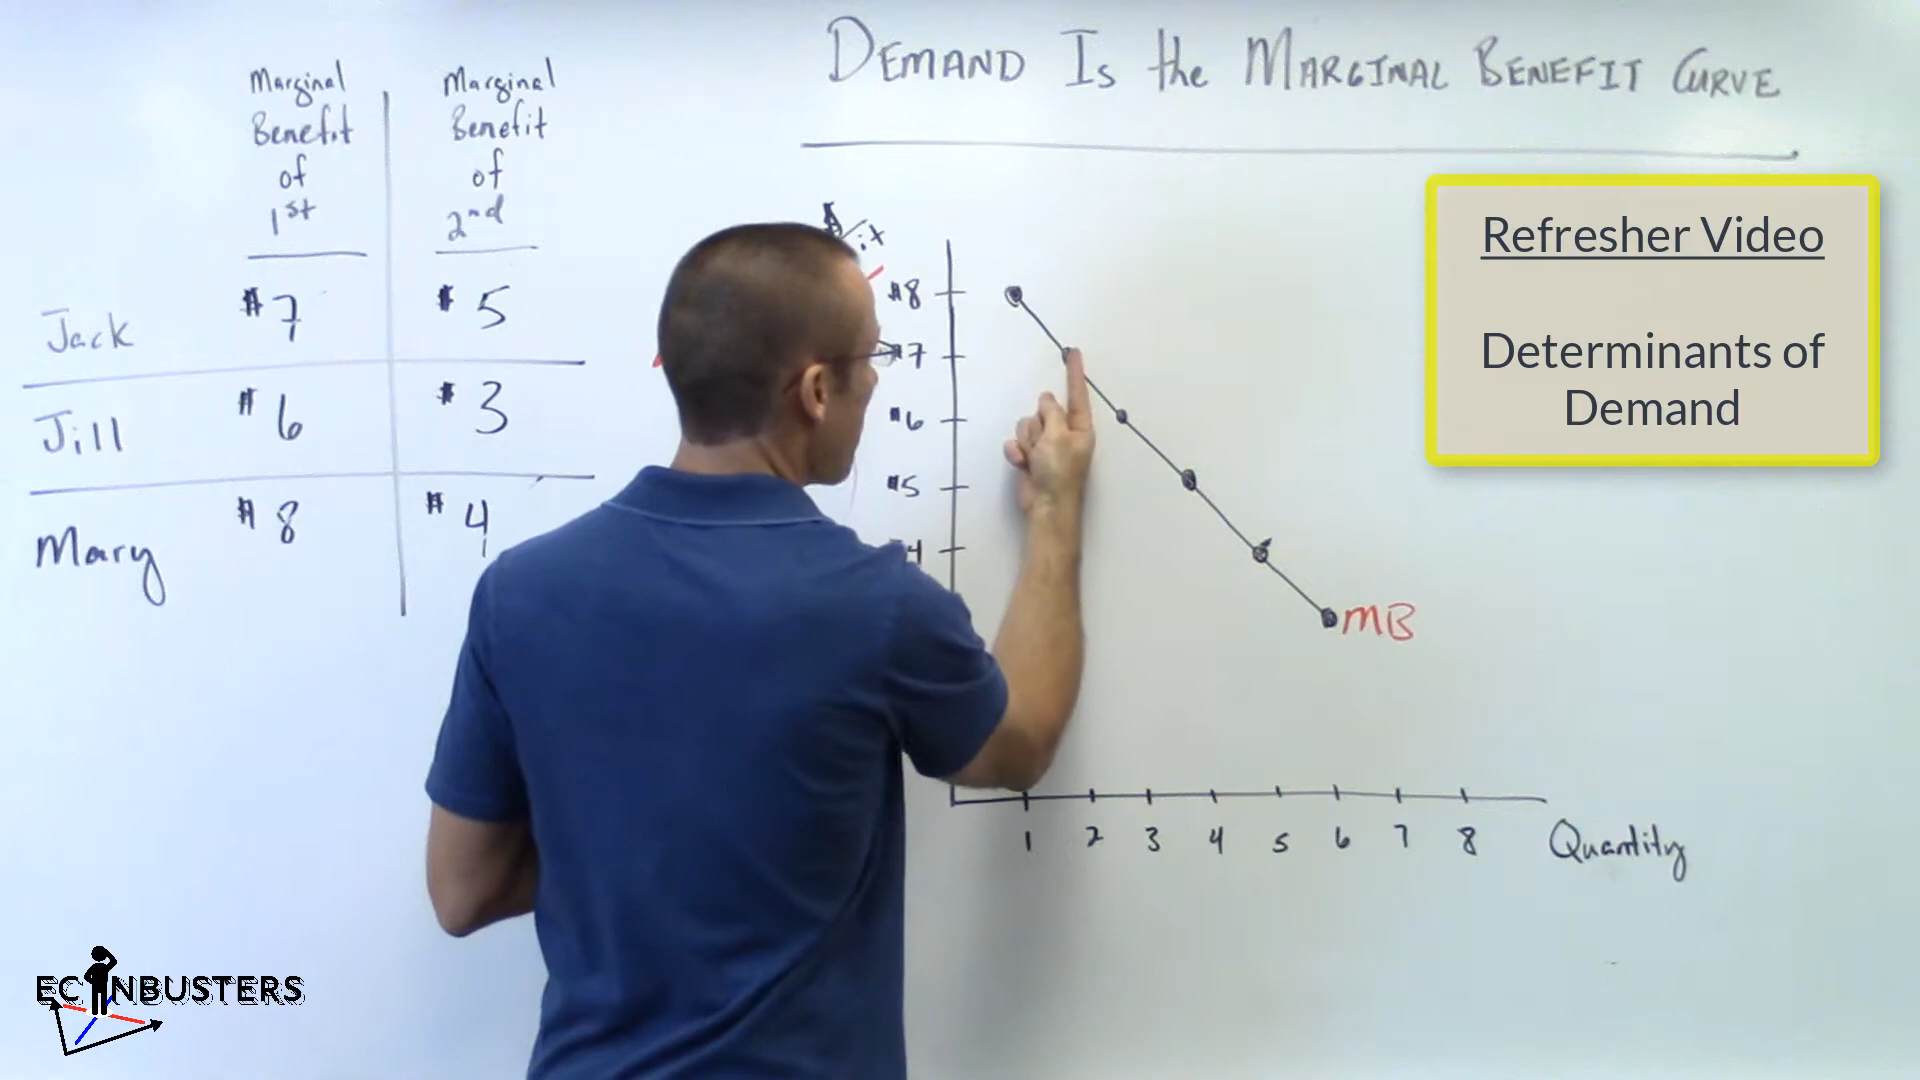 DEMAND IS the MARGINAL BENEFIT CURVE
Marginal Benefit of 1st
Marginal Benefit of 2nd
Jack $7 $5
Jill $6 $3
Mary $8 $4
$8
$7
$6
$5
4
MB
1 2 3 4 5 6 7 8
Quantity
Refresher Video
Determinants of
Demand
ECONBUSTERS